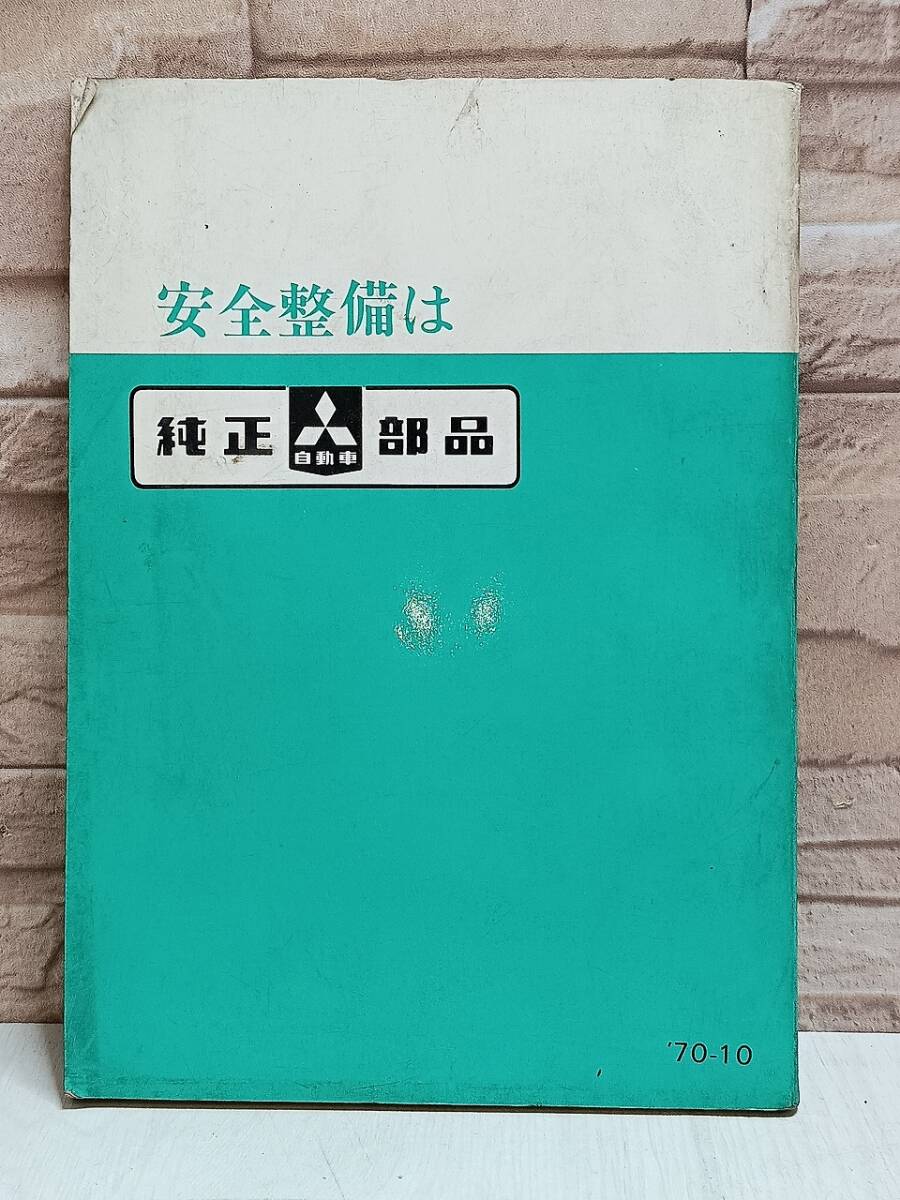 安全整備は
純正 自動車 部品
'70-10